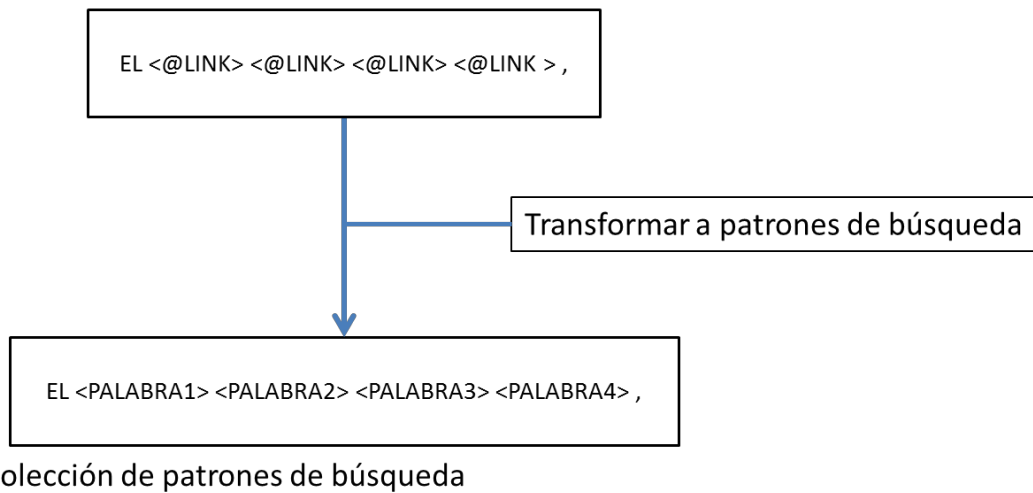 EL <@LINK> <@LINK> <@LINK> <@LINK > ,
Transformar a patrones de búsqueda
EL <PALABRA1> <PALABRA2> <PALABRA3> <PALABRA4> ,
olección de patrones de búsqueda